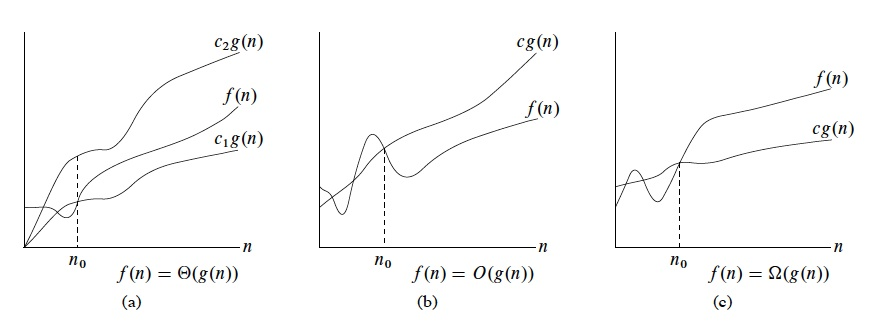 c₂g(n)
f(n)
c₁g(n)
n
n₀
f(n) = Θ(g(n))
(a)
cg(n)
f(n)
n
n₀
f(n) = O(g(n))
(b)
f(n)
cg(n)
n
n₀
f(n) = Ω(g(n))
(c)